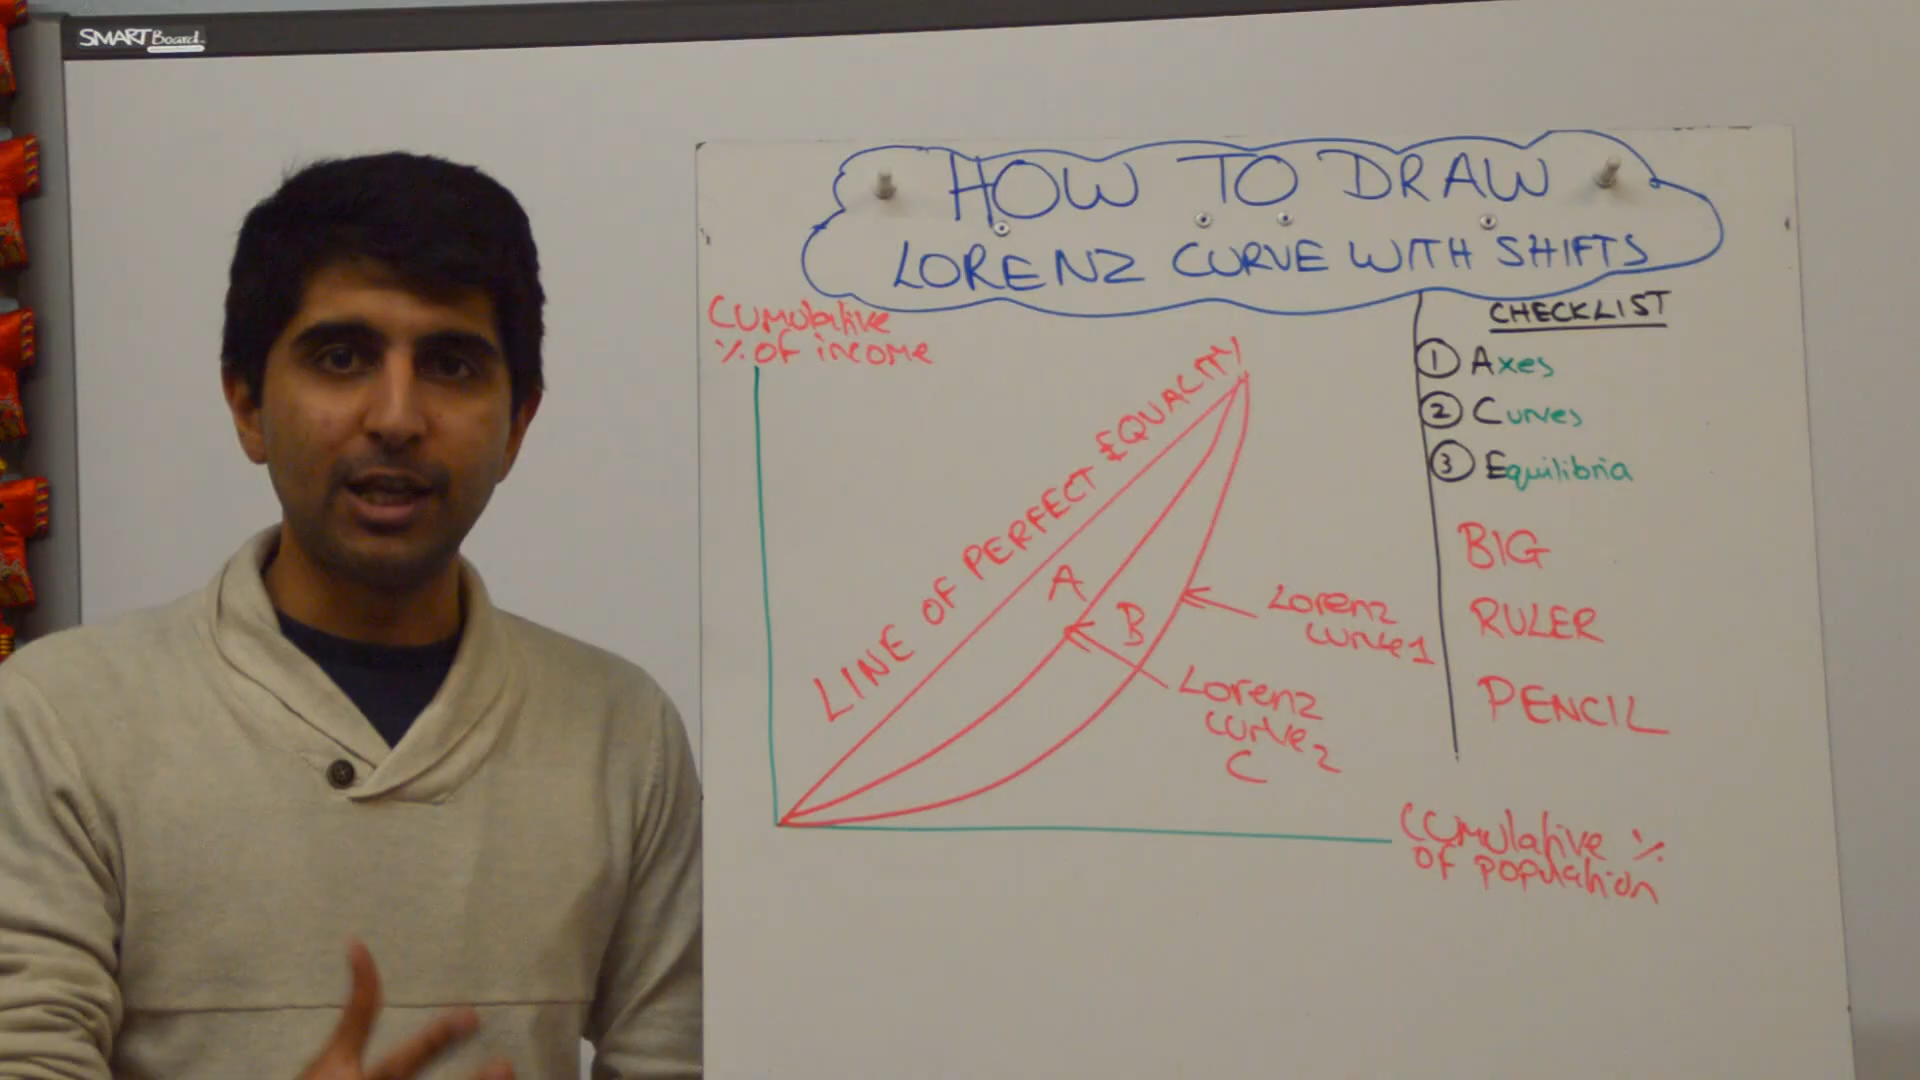 SMART Board
HOW TO DRAW
LORENZ CURVE WITH SHIFTS
Cumulative
% of income
LINE OF PERFECT EQUALITY
A
B
Lorenz
curve 1
Lorenz
curve 2
C
Cumulative %
of population
CHECKLIST
1 Axes
2 Curves
3 Equilibria
BIG
RULER
PENCIL